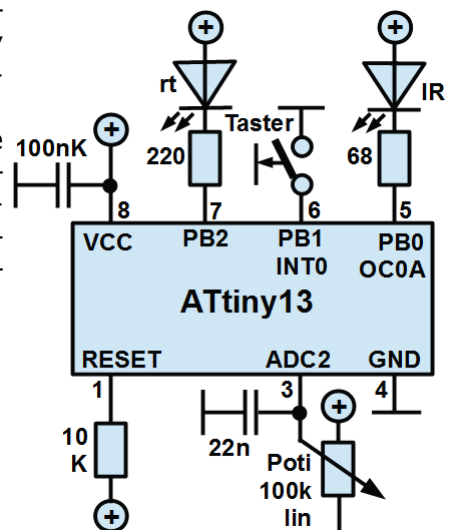 +
+
rt
IR
+
Taster
100nK
220
68
8
7
6
5
VCC
PB2
PB1
PB0
INT0
OC0A
ATtiny13
RESET
ADC2
GND
1
3
4
+
10
K
22n
Poti
100k
lin
+